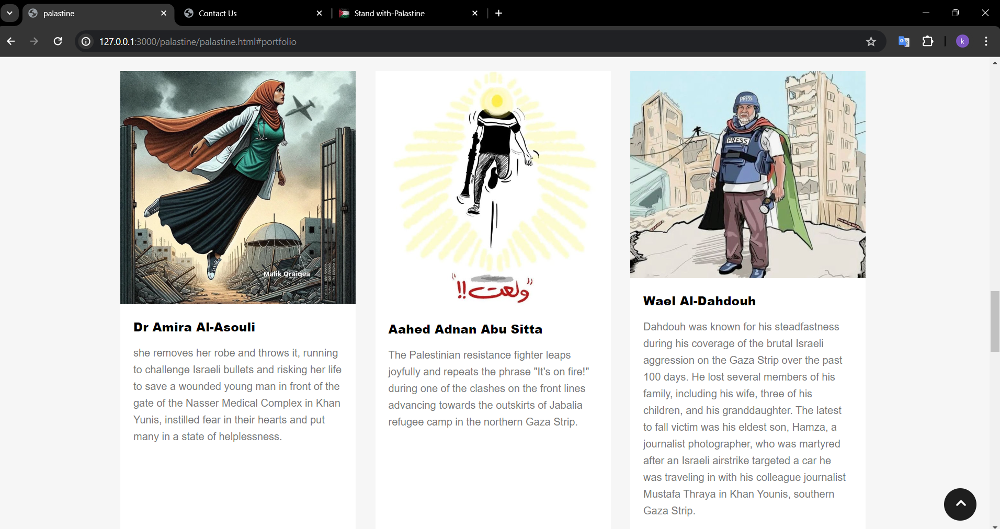 palastine
Contact Us
Stand with-Palastine
127.0.0.1:3000/palastine/palastine.html#portfolio
k
Malik Qraiqea
"ولعت!!"
PRESS
PRESS
Dr Amira Al-Asouli
she removes her robe and throws it, running
to challenge Israeli bullets and risking her life
to save a wounded young man in front of the
gate of the Nasser Medical Complex in Khan
Yunis, instilled fear in their hearts and put
many in a state of helplessness.
Aahed Adnan Abu Sitta
The Palestinian resistance fighter leaps
joyfully and repeats the phrase "It's on fire!"
during one of the clashes on the front lines
advancing towards the outskirts of Jabalia
refugee camp in the northern Gaza Strip.
Wael Al-Dahdouh
Dahdouh was known for his steadfastness
during his coverage of the brutal Israeli
aggression on the Gaza Strip over the past
100 days. He lost several members of his
family, including his wife, three of his
children, and his granddaughter. The latest
to fall victim was his eldest son, Hamza, a
journalist photographer, who was martyred
after an Israeli airstrike targeted a car he
was traveling in with his colleague journalist
Mustafa Thraya in Khan Younis, southern
Gaza Strip.